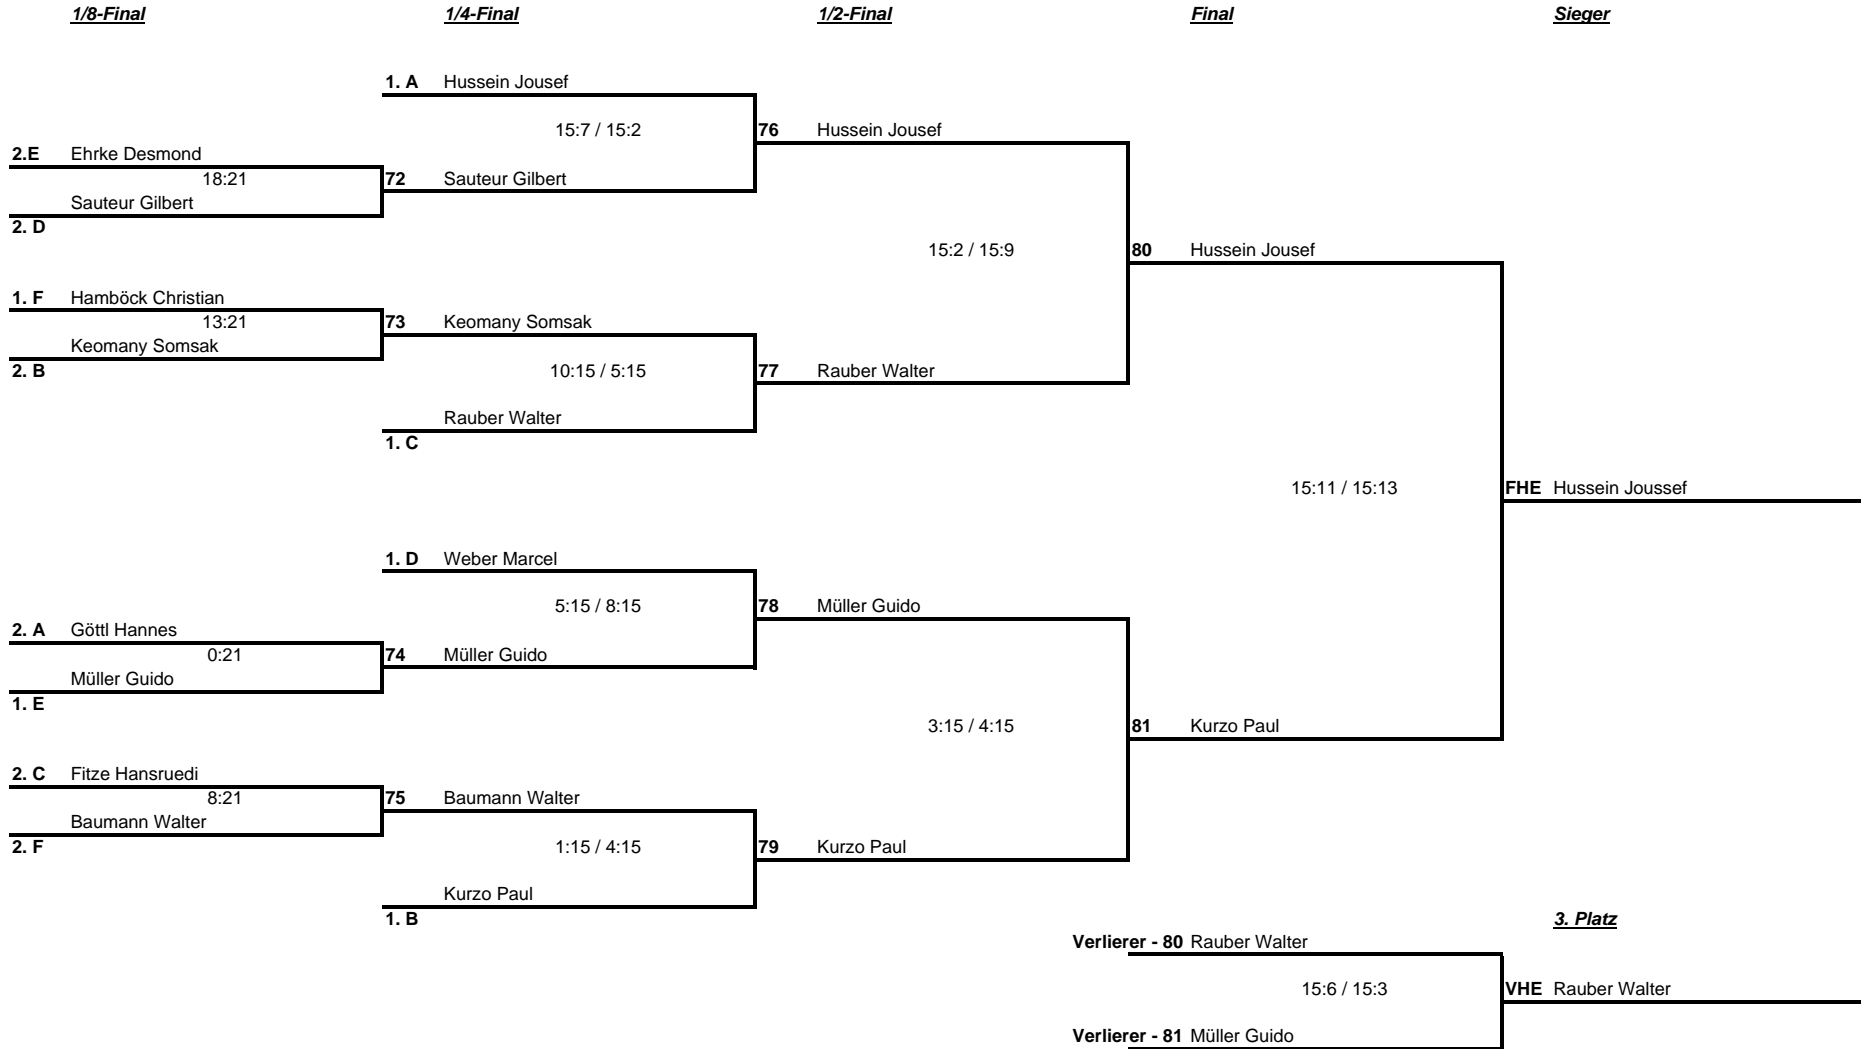 1/8-Final 1/4-Final 1/2-Final Final Sieger
1. A Hussein Jousef
15:7 / 15:2 76 Hussein Jousef
2.E Ehrke Desmond
18:21 72 Sauteur Gilbert
Sauteur Gilbert
2. D
15:2 / 15:9 80 Hussein Jousef
1. F Hamböck Christian
13:21 73 Keomany Somsak
Keomany Somsak
2. B 10:15 / 5:15 77 Rauber Walter
Rauber Walter
1. C
15:11 / 15:13 FHE Hussein Joussef
1. D Weber Marcel
5:15 / 8:15 78 Müller Guido
2. A Göttl Hannes
0:21 74 Müller Guido
Müller Guido
1. E
3:15 / 4:15 81 Kurzo Paul
2. C Fitze Hansruedi
8:21 75 Baumann Walter
Baumann Walter
2. F 1:15 / 4:15 79 Kurzo Paul
Kurzo Paul
1. B 3. Platz
Verlierer - 80 Rauber Walter
15:6 / 15:3 VHE Rauber Walter
Verlierer - 81 Müller Guido